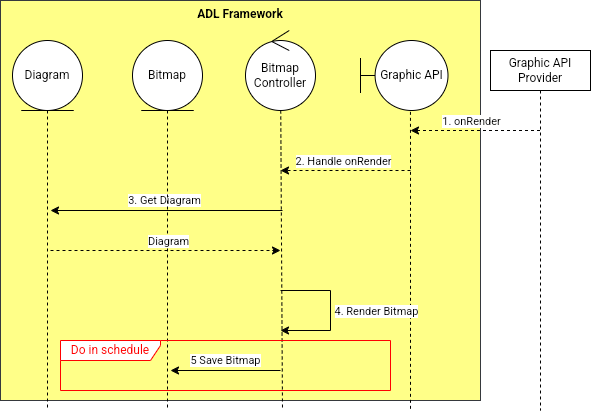 ADL Framework
Diagram
Bitmap
Bitmap
Controller
Graphic API
Graphic API
Provider
1. onRender
2. Handle onRender
3. Get Diagram
Diagram
4. Render Bitmap
Do in schedule
5 Save Bitmap